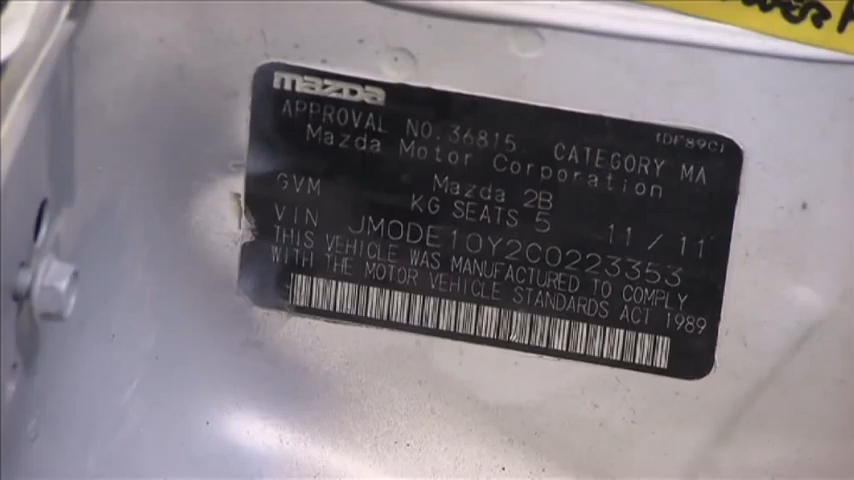 mazda
APPROVAL NO. 36815 CATEGORY MA
Mazda Motor Corporation
Mazda 2B
GVM KG SEATS 5 11/11
VIN JM0DE10Y2C0223353
THIS VEHICLE WAS MANUFACTURED TO COMPLY
WITH THE MOTOR VEHICLE STANDARDS ACT 1989